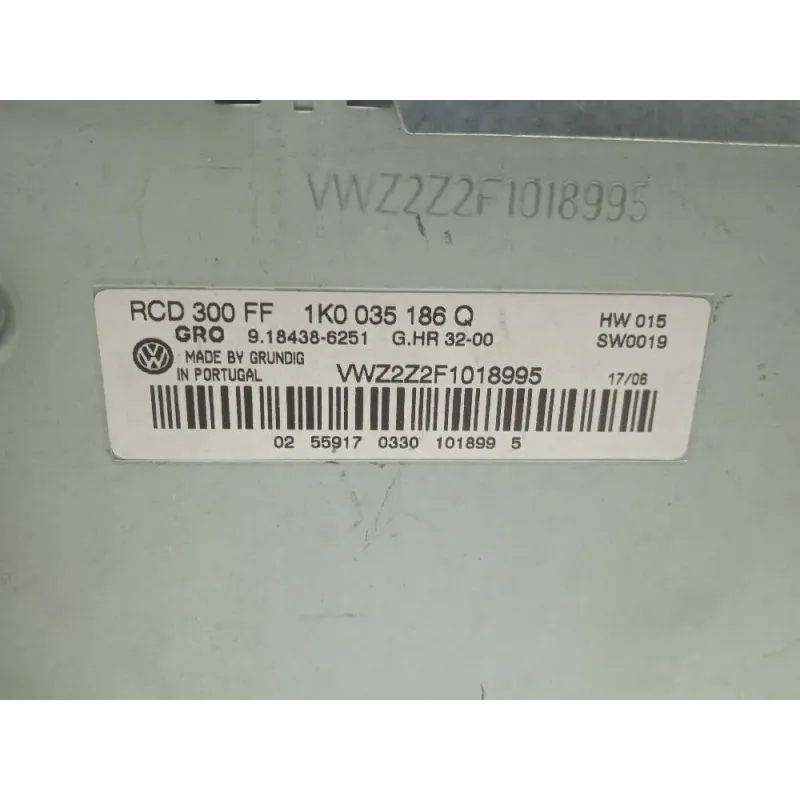 VWZ2Z2F1018995
RCD 300 FF 1K0 035 186 Q HW 015
GRO 9.18438-6251 G.HR 32-00 SW0019
MADE BY GRUNDIG
IN PORTUGAL VWZ2Z2F1018995 17/06
02 55917 0330 101899 5